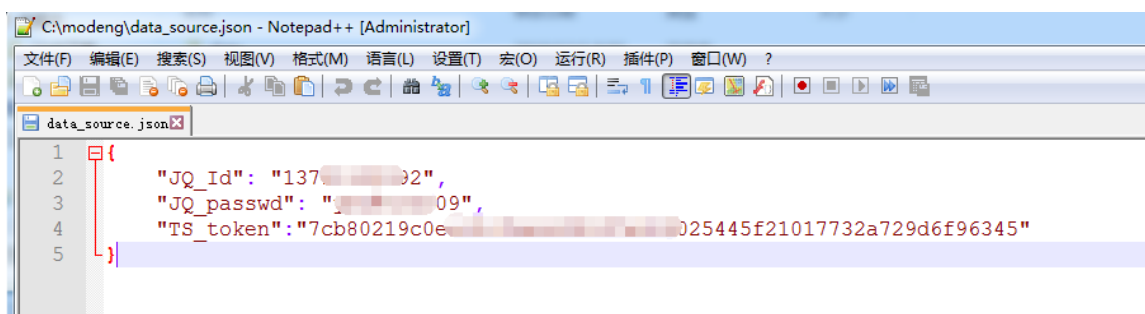 C:\modeng\data_source.json - Notepad++ [Administrator]
文件(F) 编辑(E) 搜索(S) 视图(V) 格式(M) 语言(L) 设置(T) 宏(O) 运行(R) 插件(P) 窗口(W) ?
data_source.json
1 {
2 "JQ_Id": "137 92",
3 "JQ_passwd": " 09",
4 "TS_token":"7cb80219c0e 025445f21017732a729d6f96345"
5 }